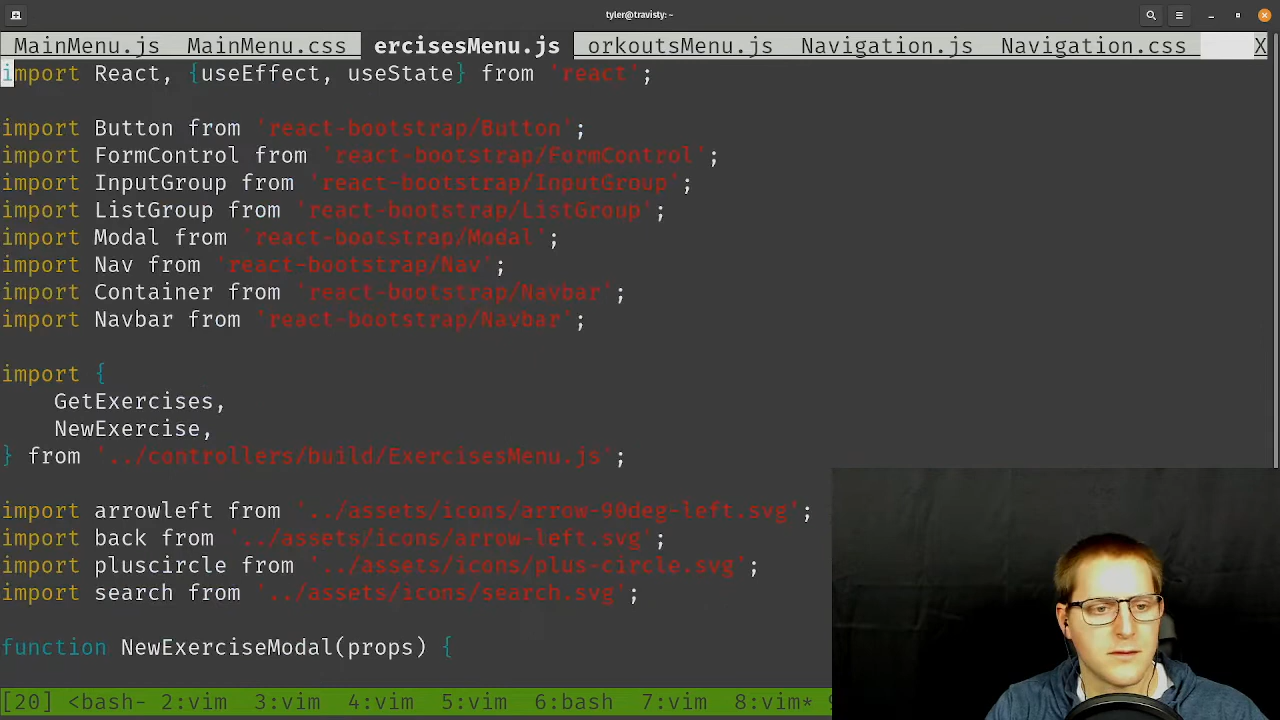 tyler@travisty: ~
MainMenu.js MainMenu.css ercisesMenu.js orkoutsMenu.js Navigation.js Navigation.css X
import React, {useEffect, useState} from 'react';
import Button from 'react-bootstrap/Button';
import FormControl from 'react-bootstrap/FormControl';
import InputGroup from 'react-bootstrap/InputGroup';
import ListGroup from 'react-bootstrap/ListGroup';
import Modal from 'react-bootstrap/Modal';
import Nav from 'react-bootstrap/Nav';
import Container from 'react-bootstrap/Navbar';
import Navbar from 'react-bootstrap/Navbar';
import {
    GetExercises,
    NewExercise,
} from '../controllers/build/ExercisesMenu.js';
import arrowleft from '../assets/icons/arrow-90deg-left.svg';
import back from '../assets/icons/arrow-left.svg';
import pluscircle from '../assets/icons/plus-circle.svg';
import search from '../assets/icons/search.svg';
function NewExerciseModal(props) {
[20] <bash- 2:vim 3:vim 4:vim 5:vim 6:bash 7:vim 8:vim*